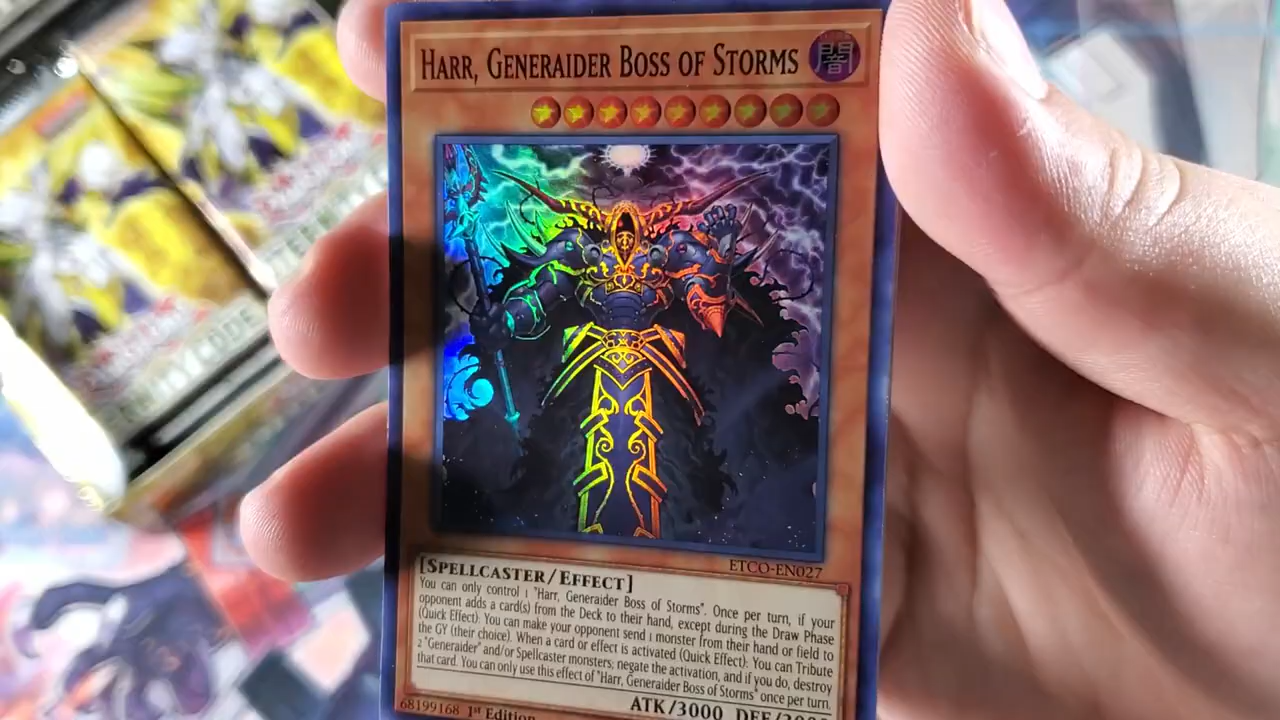 HARR, GENERAIDER BOSS OF STORMS 闇
ETCO-EN027
[SPELLCASTER/EFFECT]
You can only control 1 "Harr, Generaider Boss of Storms". Once per turn, if your
opponent adds a card(s) from the Deck to their hand, except during the Draw Phase
(Quick Effect): You can make your opponent send 1 monster from their hand or field to
the GY (their choice). When a card or effect is activated (Quick Effect): You can Tribute
2 "Generaider" and/or Spellcaster monsters; negate the activation, and if you do, destroy
that card. You can only use this effect of "Harr, Generaider Boss of Storms" once per turn.
ATK/3000
68199168 1st Edition